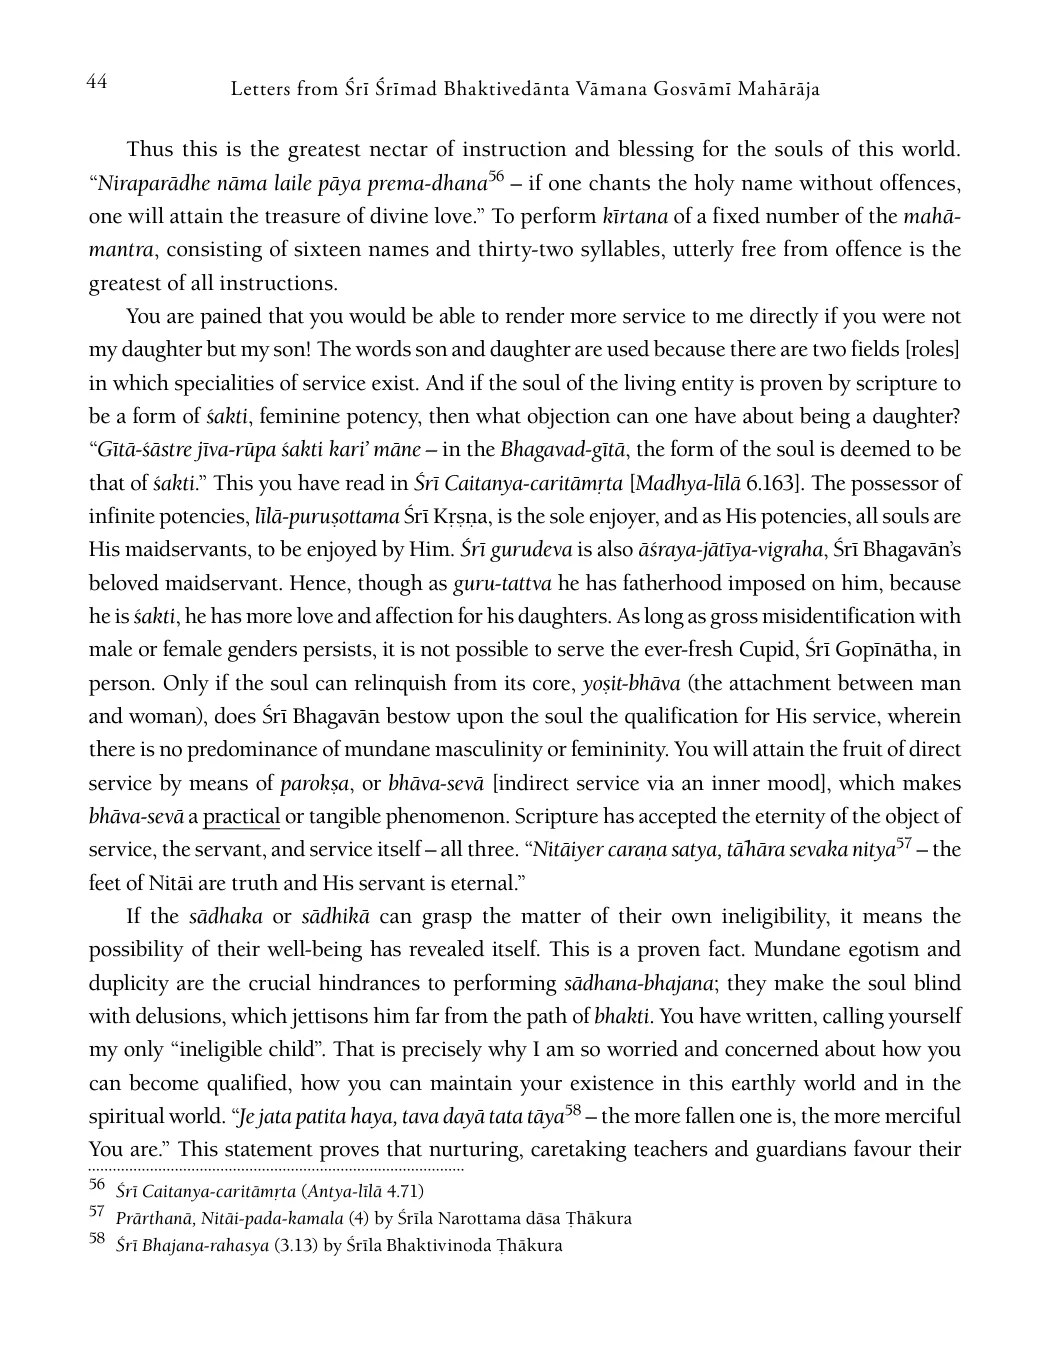 44
Letters from Śrī Śrīmad Bhaktivedānta Vāmana Gosvāmī Mahārāja
Thus this is the greatest nectar of instruction and blessing for the souls of this world.
“Niraparādhe nāma laile pāya prema-dhana56 – if one chants the holy name without offences,
one will attain the treasure of divine love.” To perform kīrtana of a fixed number of the mahā-
mantra, consisting of sixteen names and thirty-two syllables, utterly free from offence is the
greatest of all instructions.
You are pained that you would be able to render more service to me directly if you were not
my daughter but my son! The words son and daughter are used because there are two fields [roles]
in which specialities of service exist. And if the soul of the living entity is proven by scripture to
be a form of śakti, feminine potency, then what objection can one have about being a daughter?
“Gītā-śāstre jīva-rūpa śakti kari’ māne – in the Bhagavad-gītā, the form of the soul is deemed to be
that of śakti.” This you have read in Śrī Caitanya-caritāmṛta [Madhya-līlā 6.163]. The possessor of
infinite potencies, līlā-puruṣottama Śrī Kṛṣṇa, is the sole enjoyer, and as His potencies, all souls are
His maidservants, to be enjoyed by Him. Śrī gurudeva is also āśraya-jātīya-vigraha, Śrī Bhagavān’s
beloved maidservant. Hence, though as guru-tattva he has fatherhood imposed on him, because
he is śakti, he has more love and affection for his daughters. As long as gross misidentification with
male or female genders persists, it is not possible to serve the ever-fresh Cupid, Śrī Gopīnātha, in
person. Only if the soul can relinquish from its core, yoṣit-bhāva (the attachment between man
and woman), does Śrī Bhagavān bestow upon the soul the qualification for His service, wherein
there is no predominance of mundane masculinity or femininity. You will attain the fruit of direct
service by means of parokṣa, or bhāva-sevā [indirect service via an inner mood], which makes
bhāva-sevā a practical or tangible phenomenon. Scripture has accepted the eternity of the object of
service, the servant, and service itself – all three. “Nitāiyer caraṇa satya, tā̃hāra sevaka nitya57 – the
feet of Nitāi are truth and His servant is eternal.”
If the sādhaka or sādhikā can grasp the matter of their own ineligibility, it means the
possibility of their well-being has revealed itself. This is a proven fact. Mundane egotism and
duplicity are the crucial hindrances to performing sādhana-bhajana; they make the soul blind
with delusions, which jettisons him far from the path of bhakti. You have written, calling yourself
my only “ineligible child”. That is precisely why I am so worried and concerned about how you
can become qualified, how you can maintain your existence in this earthly world and in the
spiritual world. “Je jata patita haya, tava dayā tata tāya58 – the more fallen one is, the more merciful
You are.” This statement proves that nurturing, caretaking teachers and guardians favour their
56 Śrī Caitanya-caritāmṛta (Antya-līlā 4.71)
57 Prārthanā, Nitāi-pada-kamala (4) by Śrīla Narottama dāsa Ṭhākura
58 Śrī Bhajana-rahasya (3.13) by Śrīla Bhaktivinoda Ṭhākura